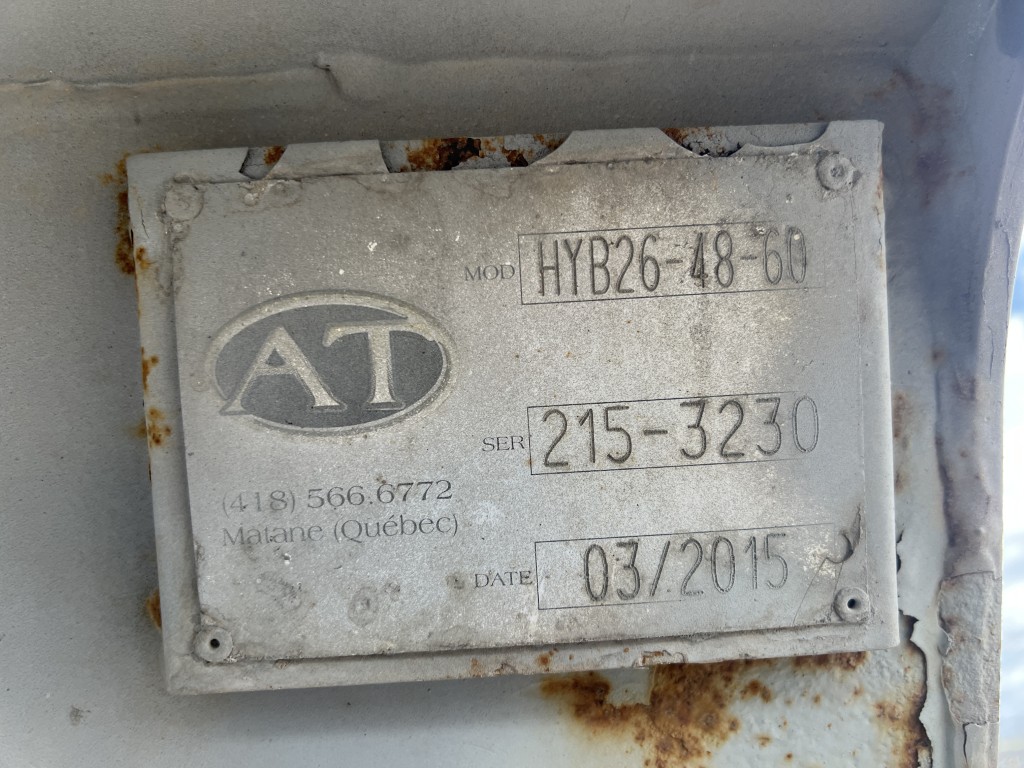 MOD HYB26-48-60
AT
SER 215-3230
(418) 566.6772
Matane (Québec)
DATE 03/2015